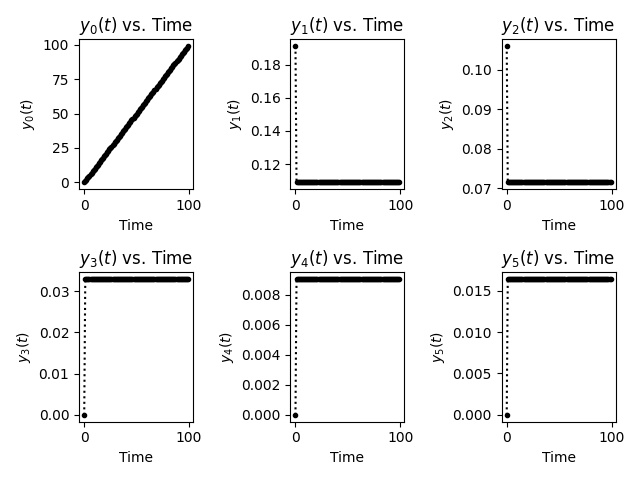 y₀(t) vs. Time
y₁(t) vs. Time
y₂(t) vs. Time
100
75
50
25
0
y₀(t)
0
100
Time
0.18
0.16
0.14
0.12
y₁(t)
0
100
Time
0.10
0.09
0.08
0.07
y₂(t)
0
100
Time
y₃(t) vs. Time
y₄(t) vs. Time
y₅(t) vs. Time
0.03
0.02
0.01
0.00
y₃(t)
0
100
Time
0.008
0.006
0.004
0.002
0.000
y₄(t)
0
100
Time
0.015
0.010
0.005
0.000
y₅(t)
0
100
Time